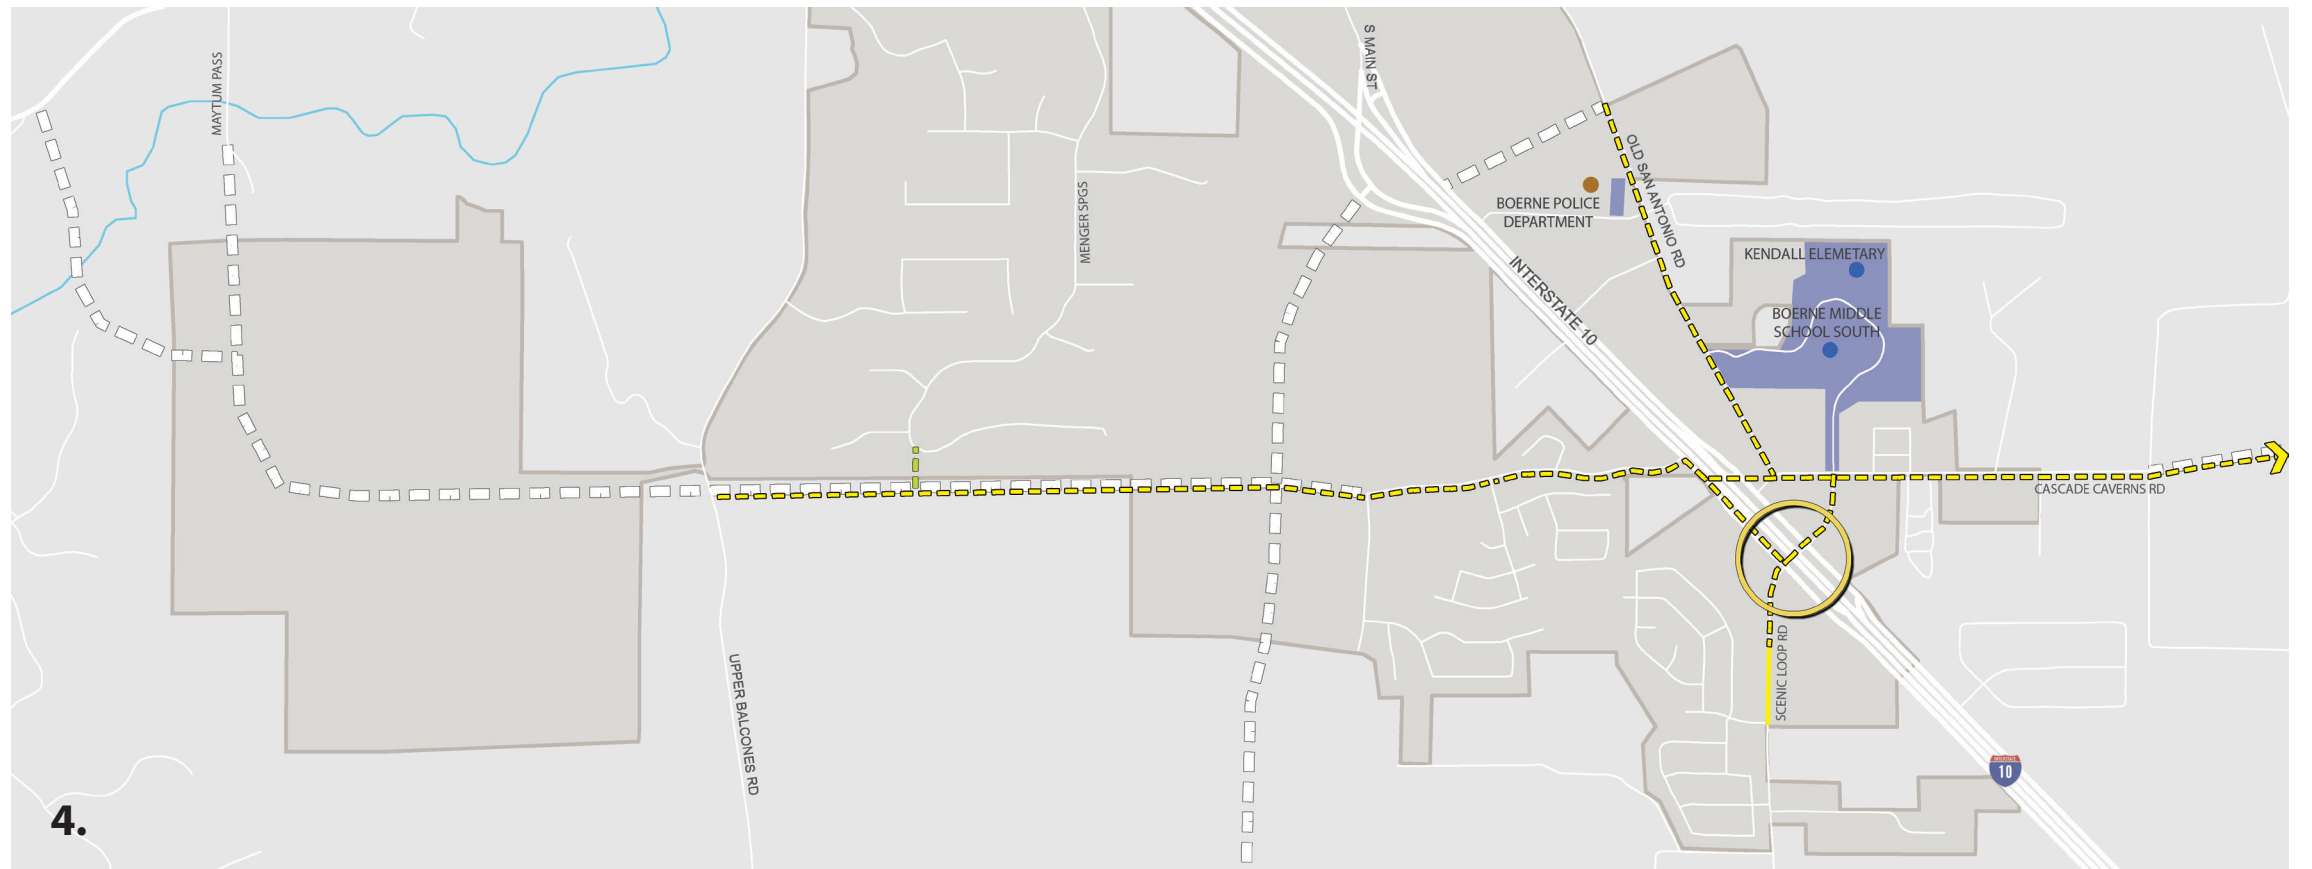 S MAIN ST
MAYTUM PASS
OLD SAN ANTONIO RD
BOERNE POLICE
DEPARTMENT
MENGER SPGS
KENDALL ELEMETARY
INTERSTATE 10
BOERNE MIDDLE
SCHOOL SOUTH
CASCADE CAVERNS RD
SCENIC LOOP RD
UPPER BALCONES RD
INTERSTATE
10
4.